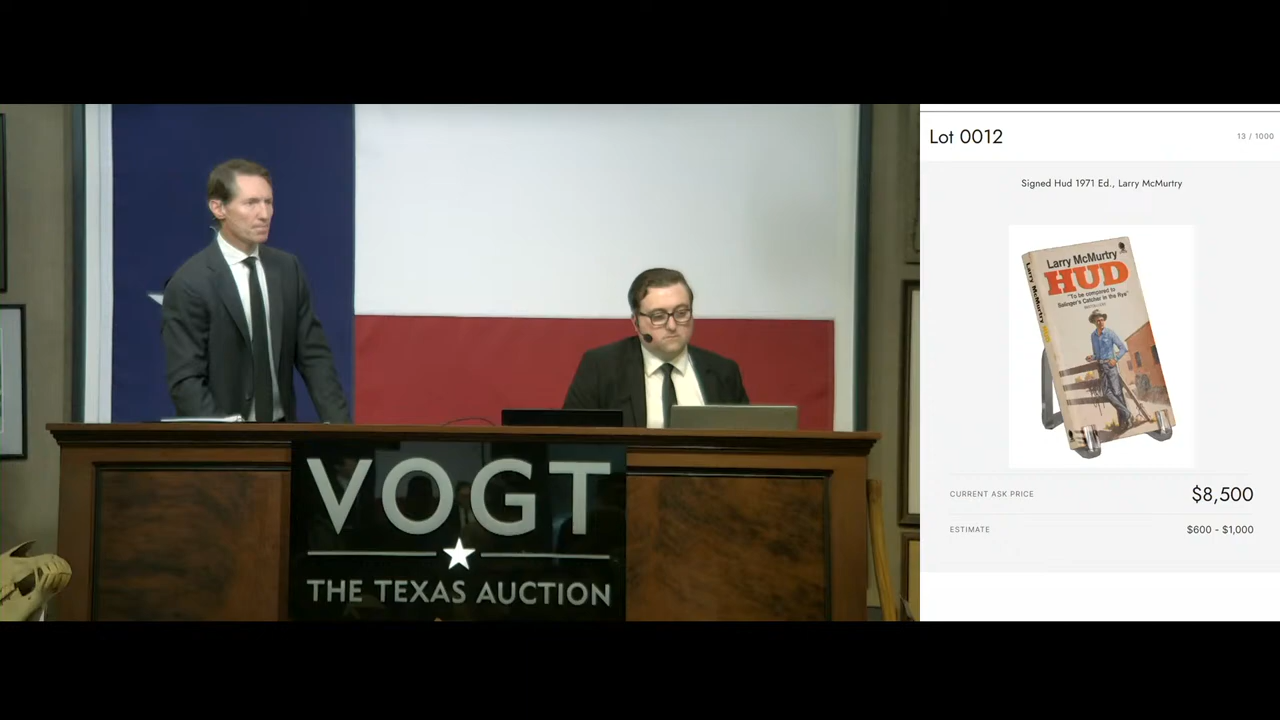 VOGT
THE TEXAS AUCTION
Lot 0012
13 / 1000
Signed Hud 1971 Ed., Larry McMurtry
Larry McMurtry
Larry McMurtry
HUD
"To be compared to
Salinger's Catcher in the Rye"
CURRENT ASK PRICE
$8,500
ESTIMATE
$600 - $1,000